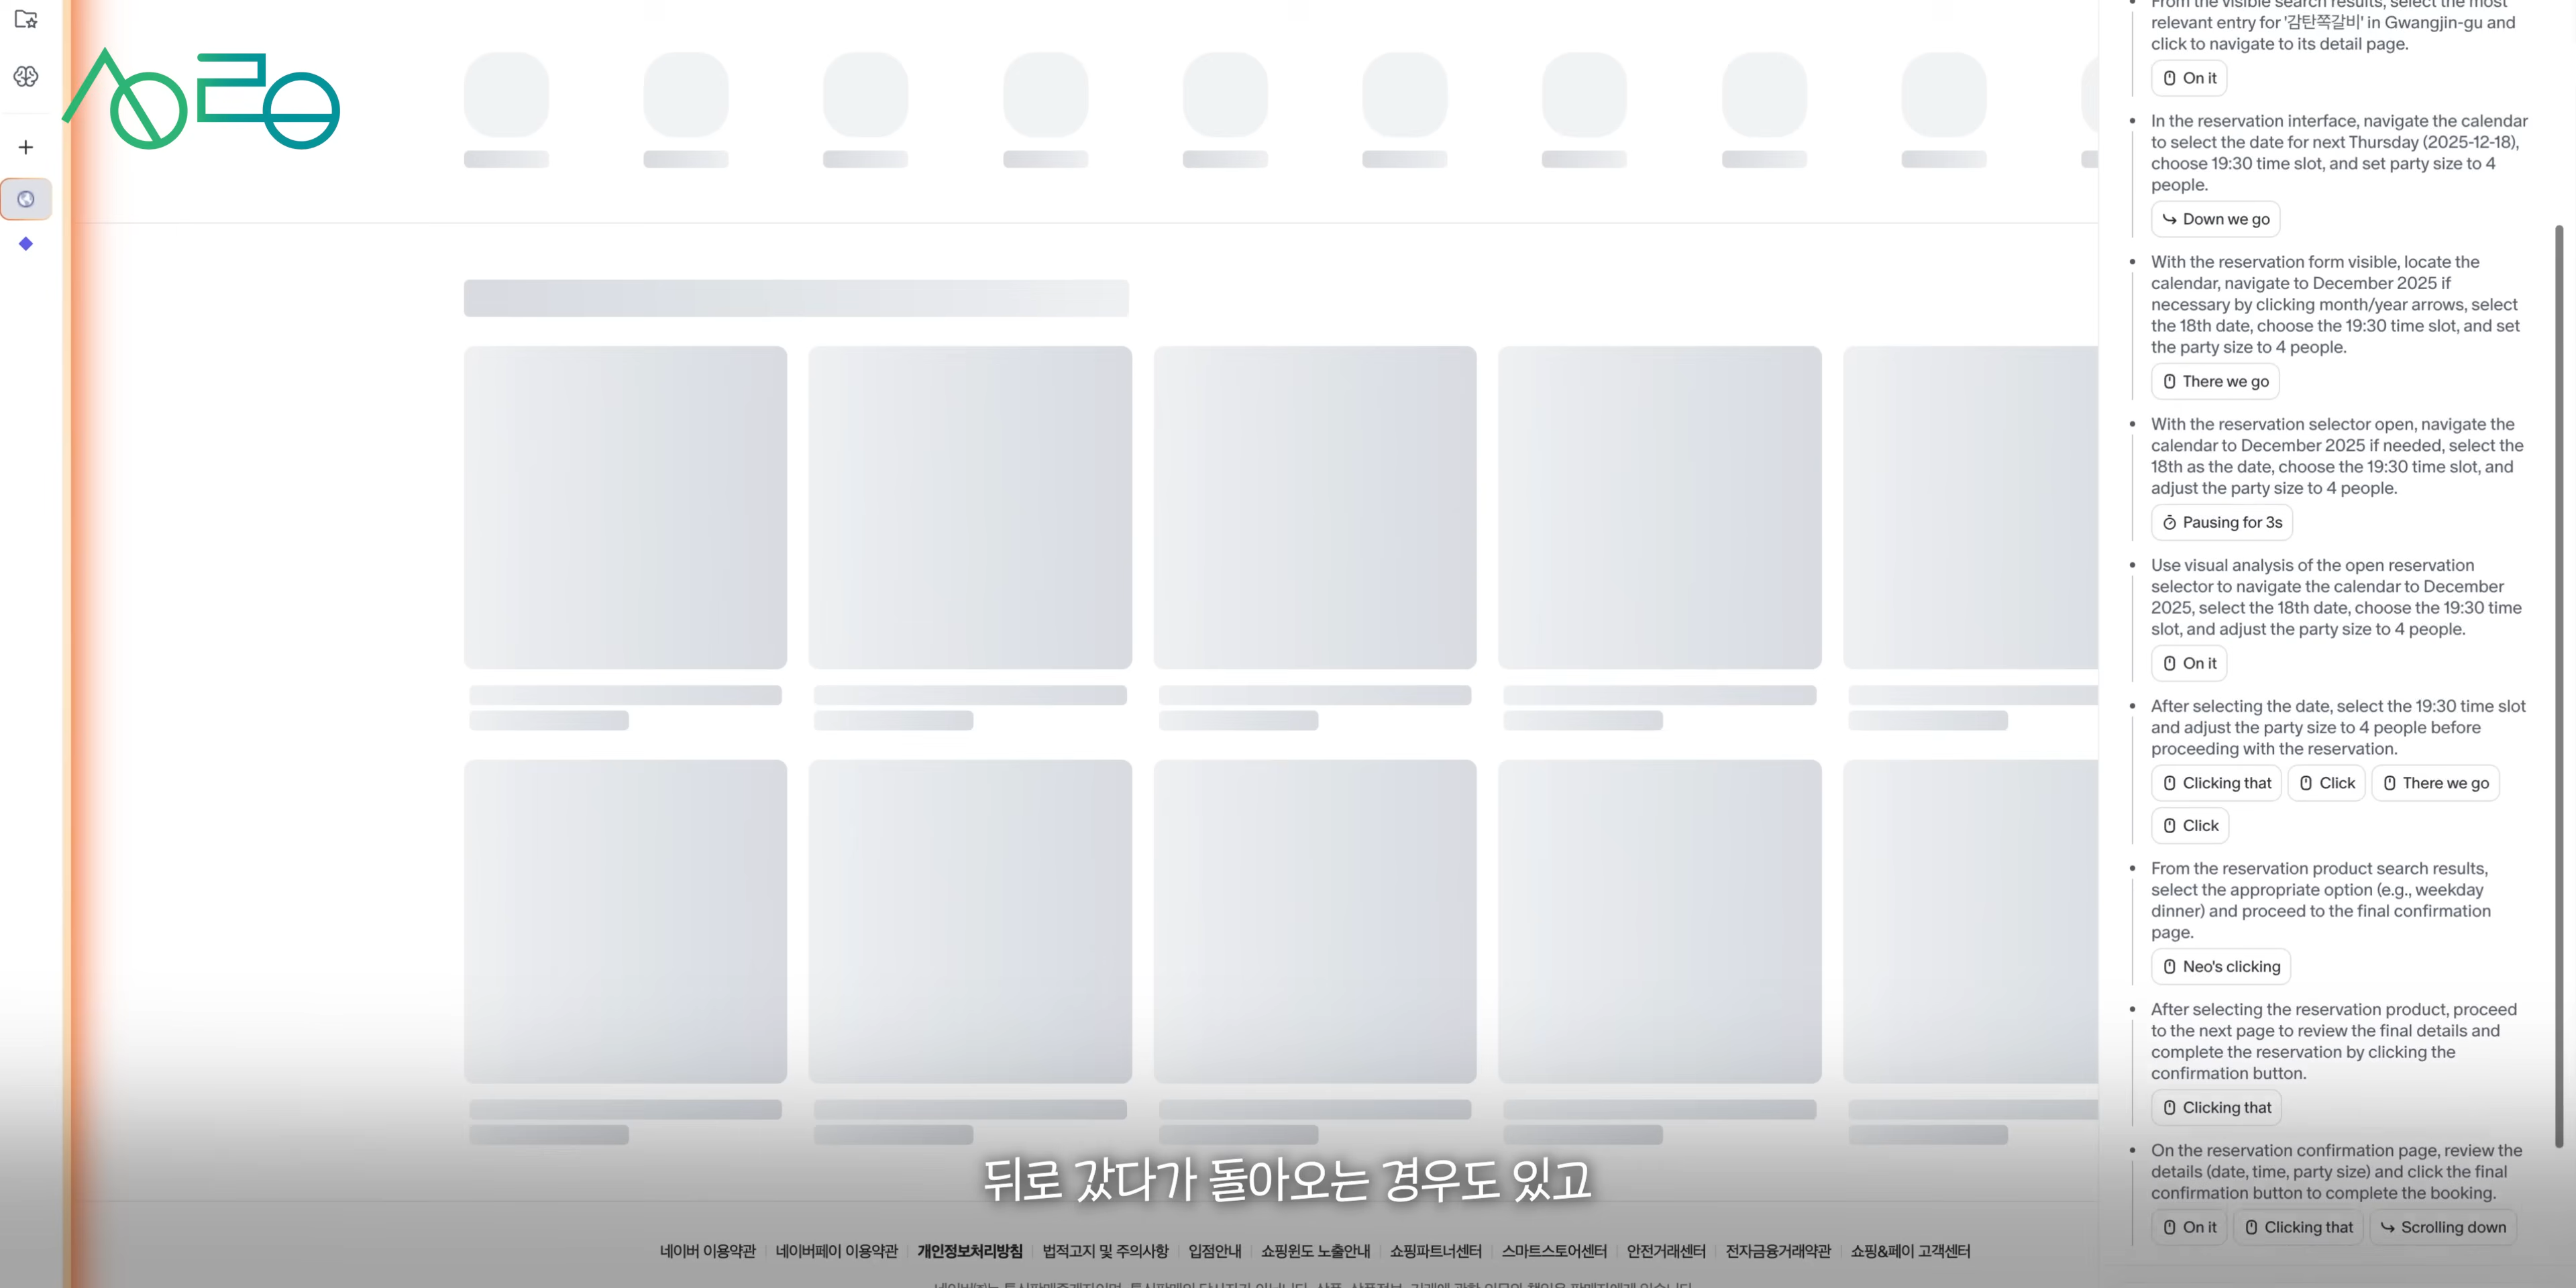 From the visible search results, select the most
relevant entry for '감탄쪽갈비' in Gwangjin-gu and
click to navigate to its detail page.
On it
In the reservation interface, navigate the calendar
to select the date for next Thursday (2025-12-18),
choose 19:30 time slot, and set party size to 4
people.
Down we go
With the reservation form visible, locate the
calendar, navigate to December 2025 if
necessary by clicking month/year arrows, select
the 18th date, choose the 19:30 time slot, and set
the party size to 4 people.
There we go
With the reservation selector open, navigate the
calendar to December 2025 if needed, select the
18th as the date, choose the 19:30 time slot, and
adjust the party size to 4 people.
Pausing for 3s
Use visual analysis of the open reservation
selector to navigate the calendar to December
2025, select the 18th date, choose the 19:30 time
slot, and adjust the party size to 4 people.
On it
After selecting the date, select the 19:30 time slot
and adjust the party size to 4 people before
proceeding with the reservation.
Clicking that Click There we go
Click
From the reservation product search results,
select the appropriate option (e.g., weekday
dinner) and proceed to the final confirmation
page.
Neo's clicking
After selecting the reservation product, proceed
to the next page to review the final details and
complete the reservation by clicking the
confirmation button.
Clicking that
On the reservation confirmation page, review the
details (date, time, party size) and click the final
confirmation button to complete the booking.
On it Clicking that Scrolling down
뒤로 갔다가 돌아오는 경우도 있고
네이버 이용약관 네이버페이 이용약관 개인정보처리방침 법적고지 및 주의사항 입점안내 쇼핑윈도 노출안내 쇼핑파트너센터 스마트스토어센터 안전거래센터 전자금융거래약관 쇼핑&페이 고객센터